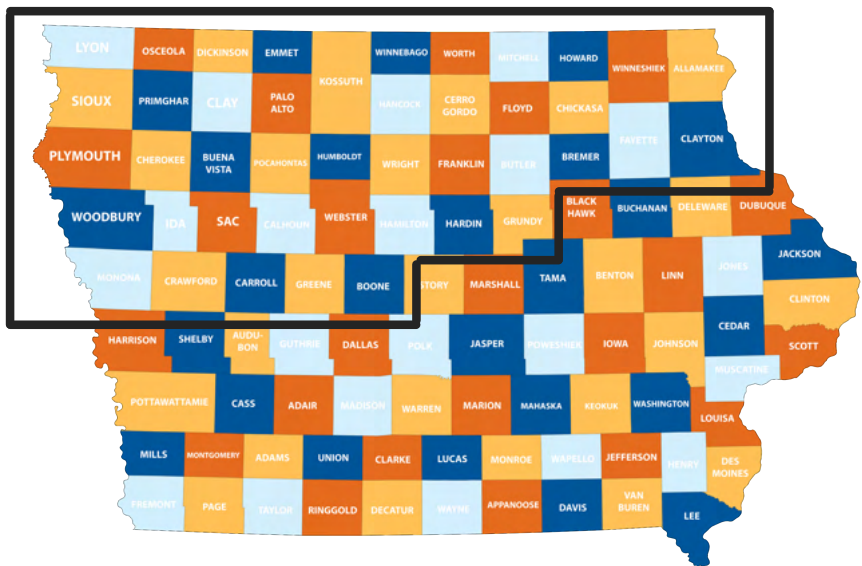 LYON
OSCEOLA
DICKINSON
EMMET
KOSSUTH
WINNEBAGO
WORTH
MITCHELL
HOWARD
WINNESHIEK
ALLAMAKEE
SIOUX
PRIMGHAR
CLAY
PALO
ALTO
HANCOCK
CERRO
GORDO
FLOYD
CHICKASA
FAYETTE
CLAYTON
PLYMOUTH
CHEROKEE
BUENA
VISTA
POCAHONTAS
HUMBOLDT
WRIGHT
FRANKLIN
BUTLER
BREMER
WOODBURY
IDA
SAC
CALHOUN
WEBSTER
HAMILTON
HARDIN
GRUNDY
BLACK
HAWK
BUCHANAN
DELEWARE
DUBUQUE
MONONA
CRAWFORD
CARROLL
GREENE
BOONE
STORY
MARSHALL
TAMA
BENTON
LINN
JONES
JACKSON
CLINTON
HARRISON
SHELBY
AUDU-
BON
GUTHRIE
DALLAS
POLK
JASPER
POWESHIEK
IOWA
JOHNSON
CEDAR
SCOTT
MUSCATINE
POTTAWATTAMIE
CASS
ADAIR
MADISON
WARREN
MARION
MAHASKA
KEOKUK
WASHINGTON
LOUISA
MILLS
MONTGOMERY
ADAMS
UNION
CLARKE
LUCAS
MONROE
WAPELLO
JEFFERSON
HENRY
DES
MOINES
FREMONT
PAGE
TAYLOR
RINGGOLD
DECATUR
WAYNE
APPANOOSE
DAVIS
VAN
BUREN
LEE